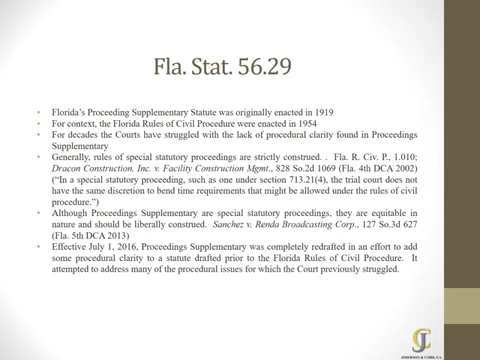 Fla. Stat. 56.29
• Florida's Proceeding Supplementary Statute was originally enacted in 1919
• For context, the Florida Rules of Civil Procedure were enacted in 1954
• For decades the Courts have struggled with the lack of procedural clarity found in Proceedings
Supplementary
• Generally, rules of special statutory proceedings are strictly construed. . Fla. R. Civ. P., 1.010;
Dracon Construction, Inc. v. Facility Construction Mgmt., 828 So.2d 1069 (Fla. 4th DCA 2002)
("In a special statutory proceeding, such as one under section 713.21(4), the trial court does not
have the same discretion to bend time requirements that might be allowed under the rules of civil
procedure.")
• Although Proceedings Supplementary are special statutory proceedings, they are equitable in
nature and should be liberally construed. Sanchez v. Renda Broadcasting Corp., 127 So.3d 627
(Fla. 5th DCA 2013)
• Effective July 1, 2016, Proceedings Supplementary was completely redrafted in an effort to add
some procedural clarity to a statute drafted prior to the Florida Rules of Civil Procedure. It
attempted to address many of the procedural issues for which the Court previously struggled.